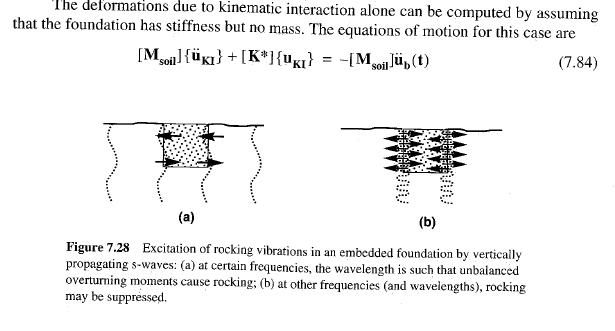 The deformations due to kinematic interaction alone can be computed by assuming
that the foundation has stiffness but no mass. The equations of motion for this case are
[M_soil]{ü_KI} + [K*]{u_KI} = –[M_soil]ü_b(t) (7.84)
(a)
(b)
Figure 7.28 Excitation of rocking vibrations in an embedded foundation by vertically
propagating s-waves: (a) at certain frequencies, the wavelength is such that unbalanced
overturning moments cause rocking; (b) at other frequencies (and wavelengths), rocking
may be suppressed.